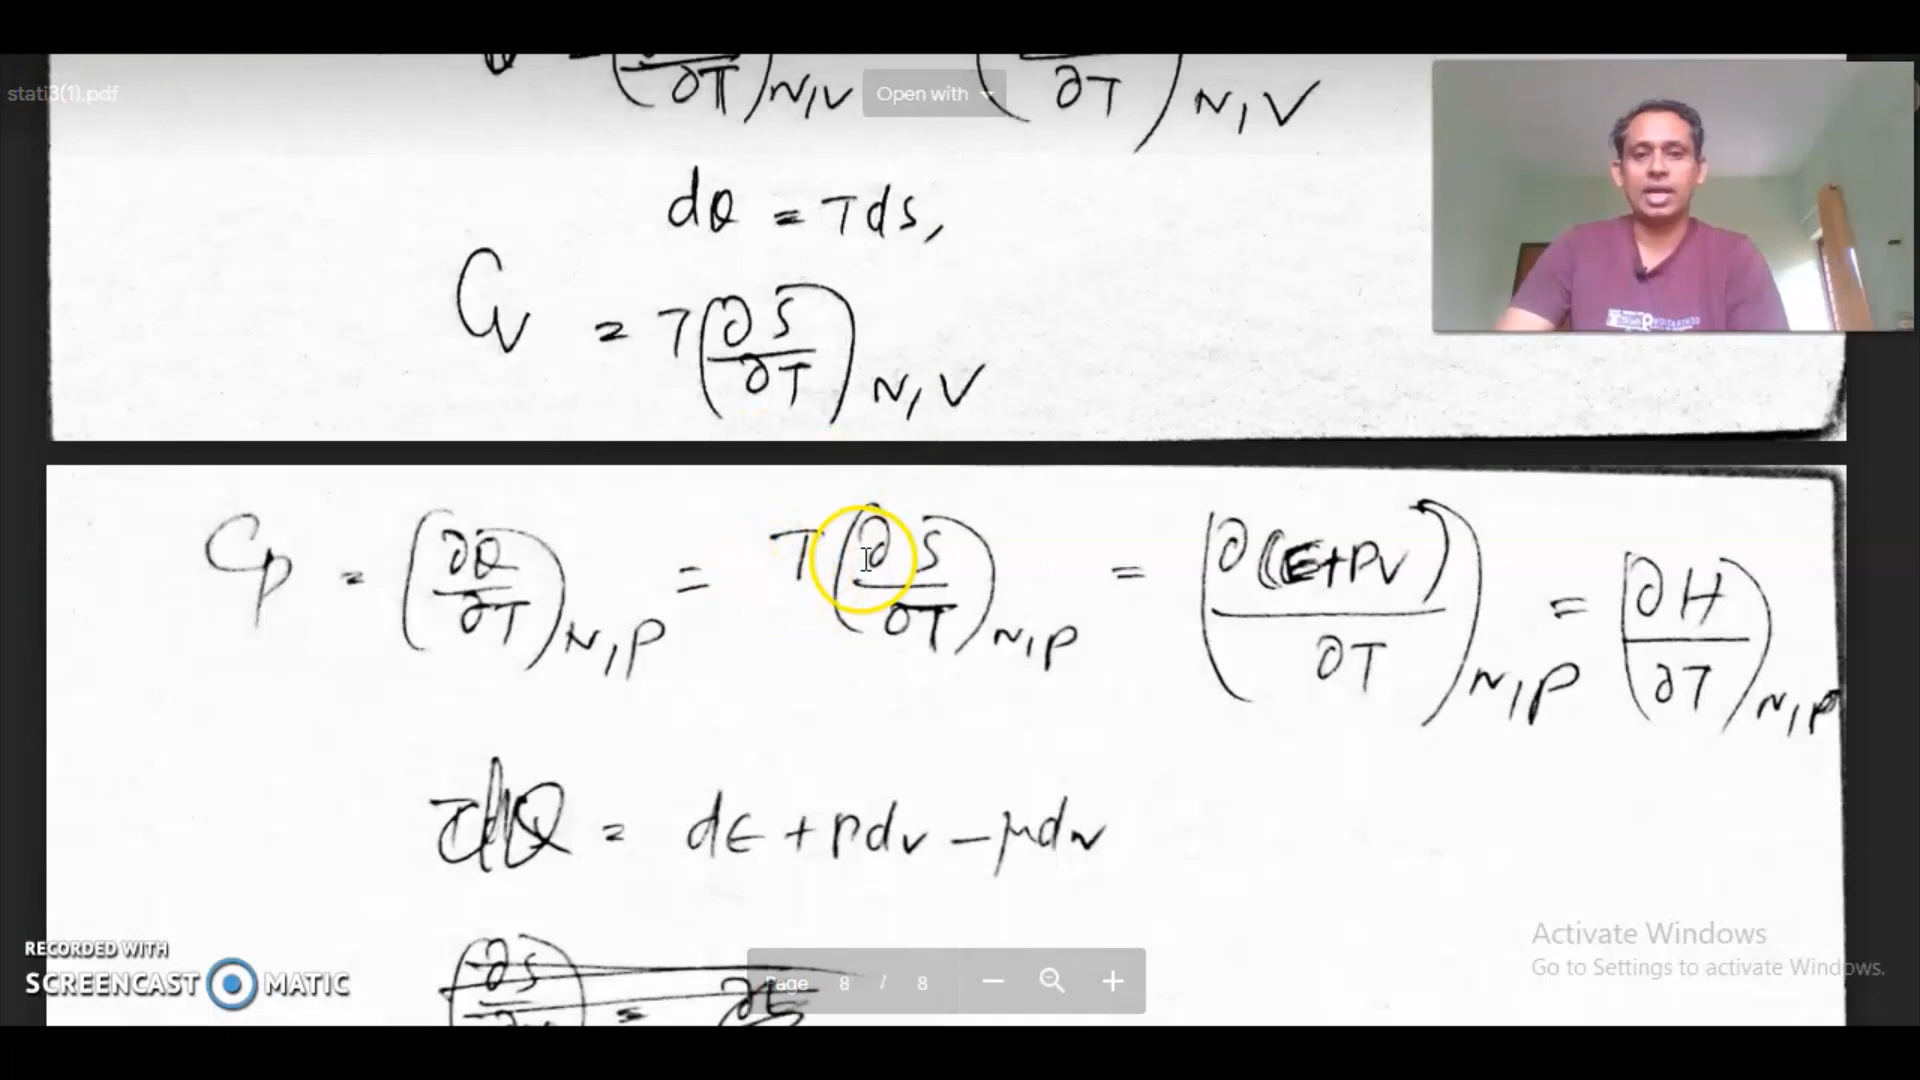 ∂T)N,V ∂T)N,V
stati3(1).pdf
Open with
dQ = Tds,
Cv = T(∂S/∂T)N,V
Cp = (∂Q/∂T)N,P = T(∂S/∂T)N,P = (∂(E+PV)/∂T)N,P = (∂H/∂T)N,P
dQ = dE + Pdv - μdN
RECORDED WITH
SCREENCAST MATIC
Page 8 / 8
Activate Windows
Go to Settings to activate Windows.